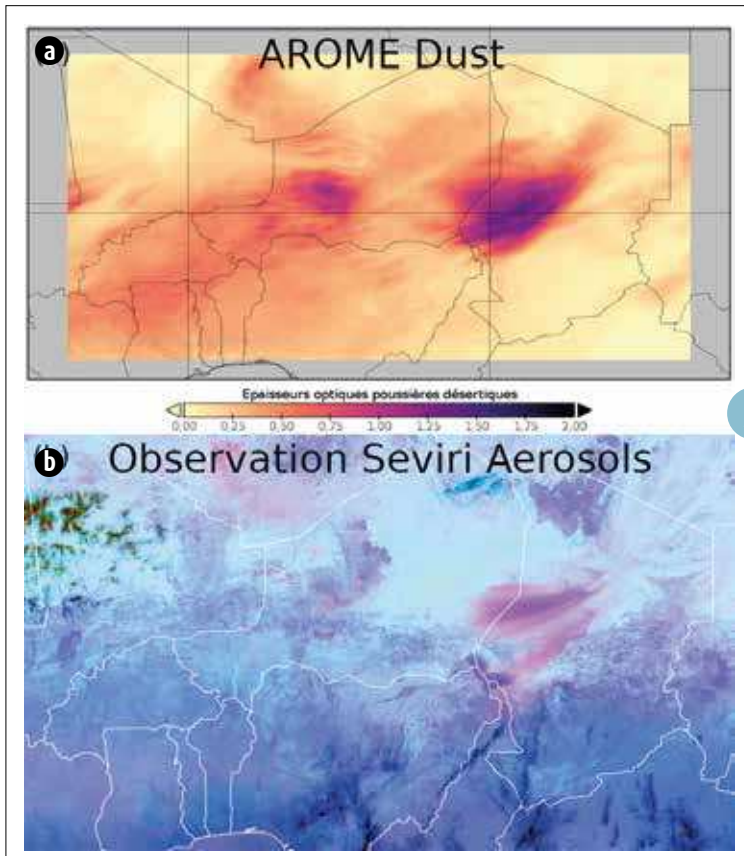 a
AROME Dust
Epaisseurs optiques poussières désertiques
0,00 0,25 0,50 0,75 1,00 1,25 1,50 1,75 2,00
b
Observation Seviri Aerosols